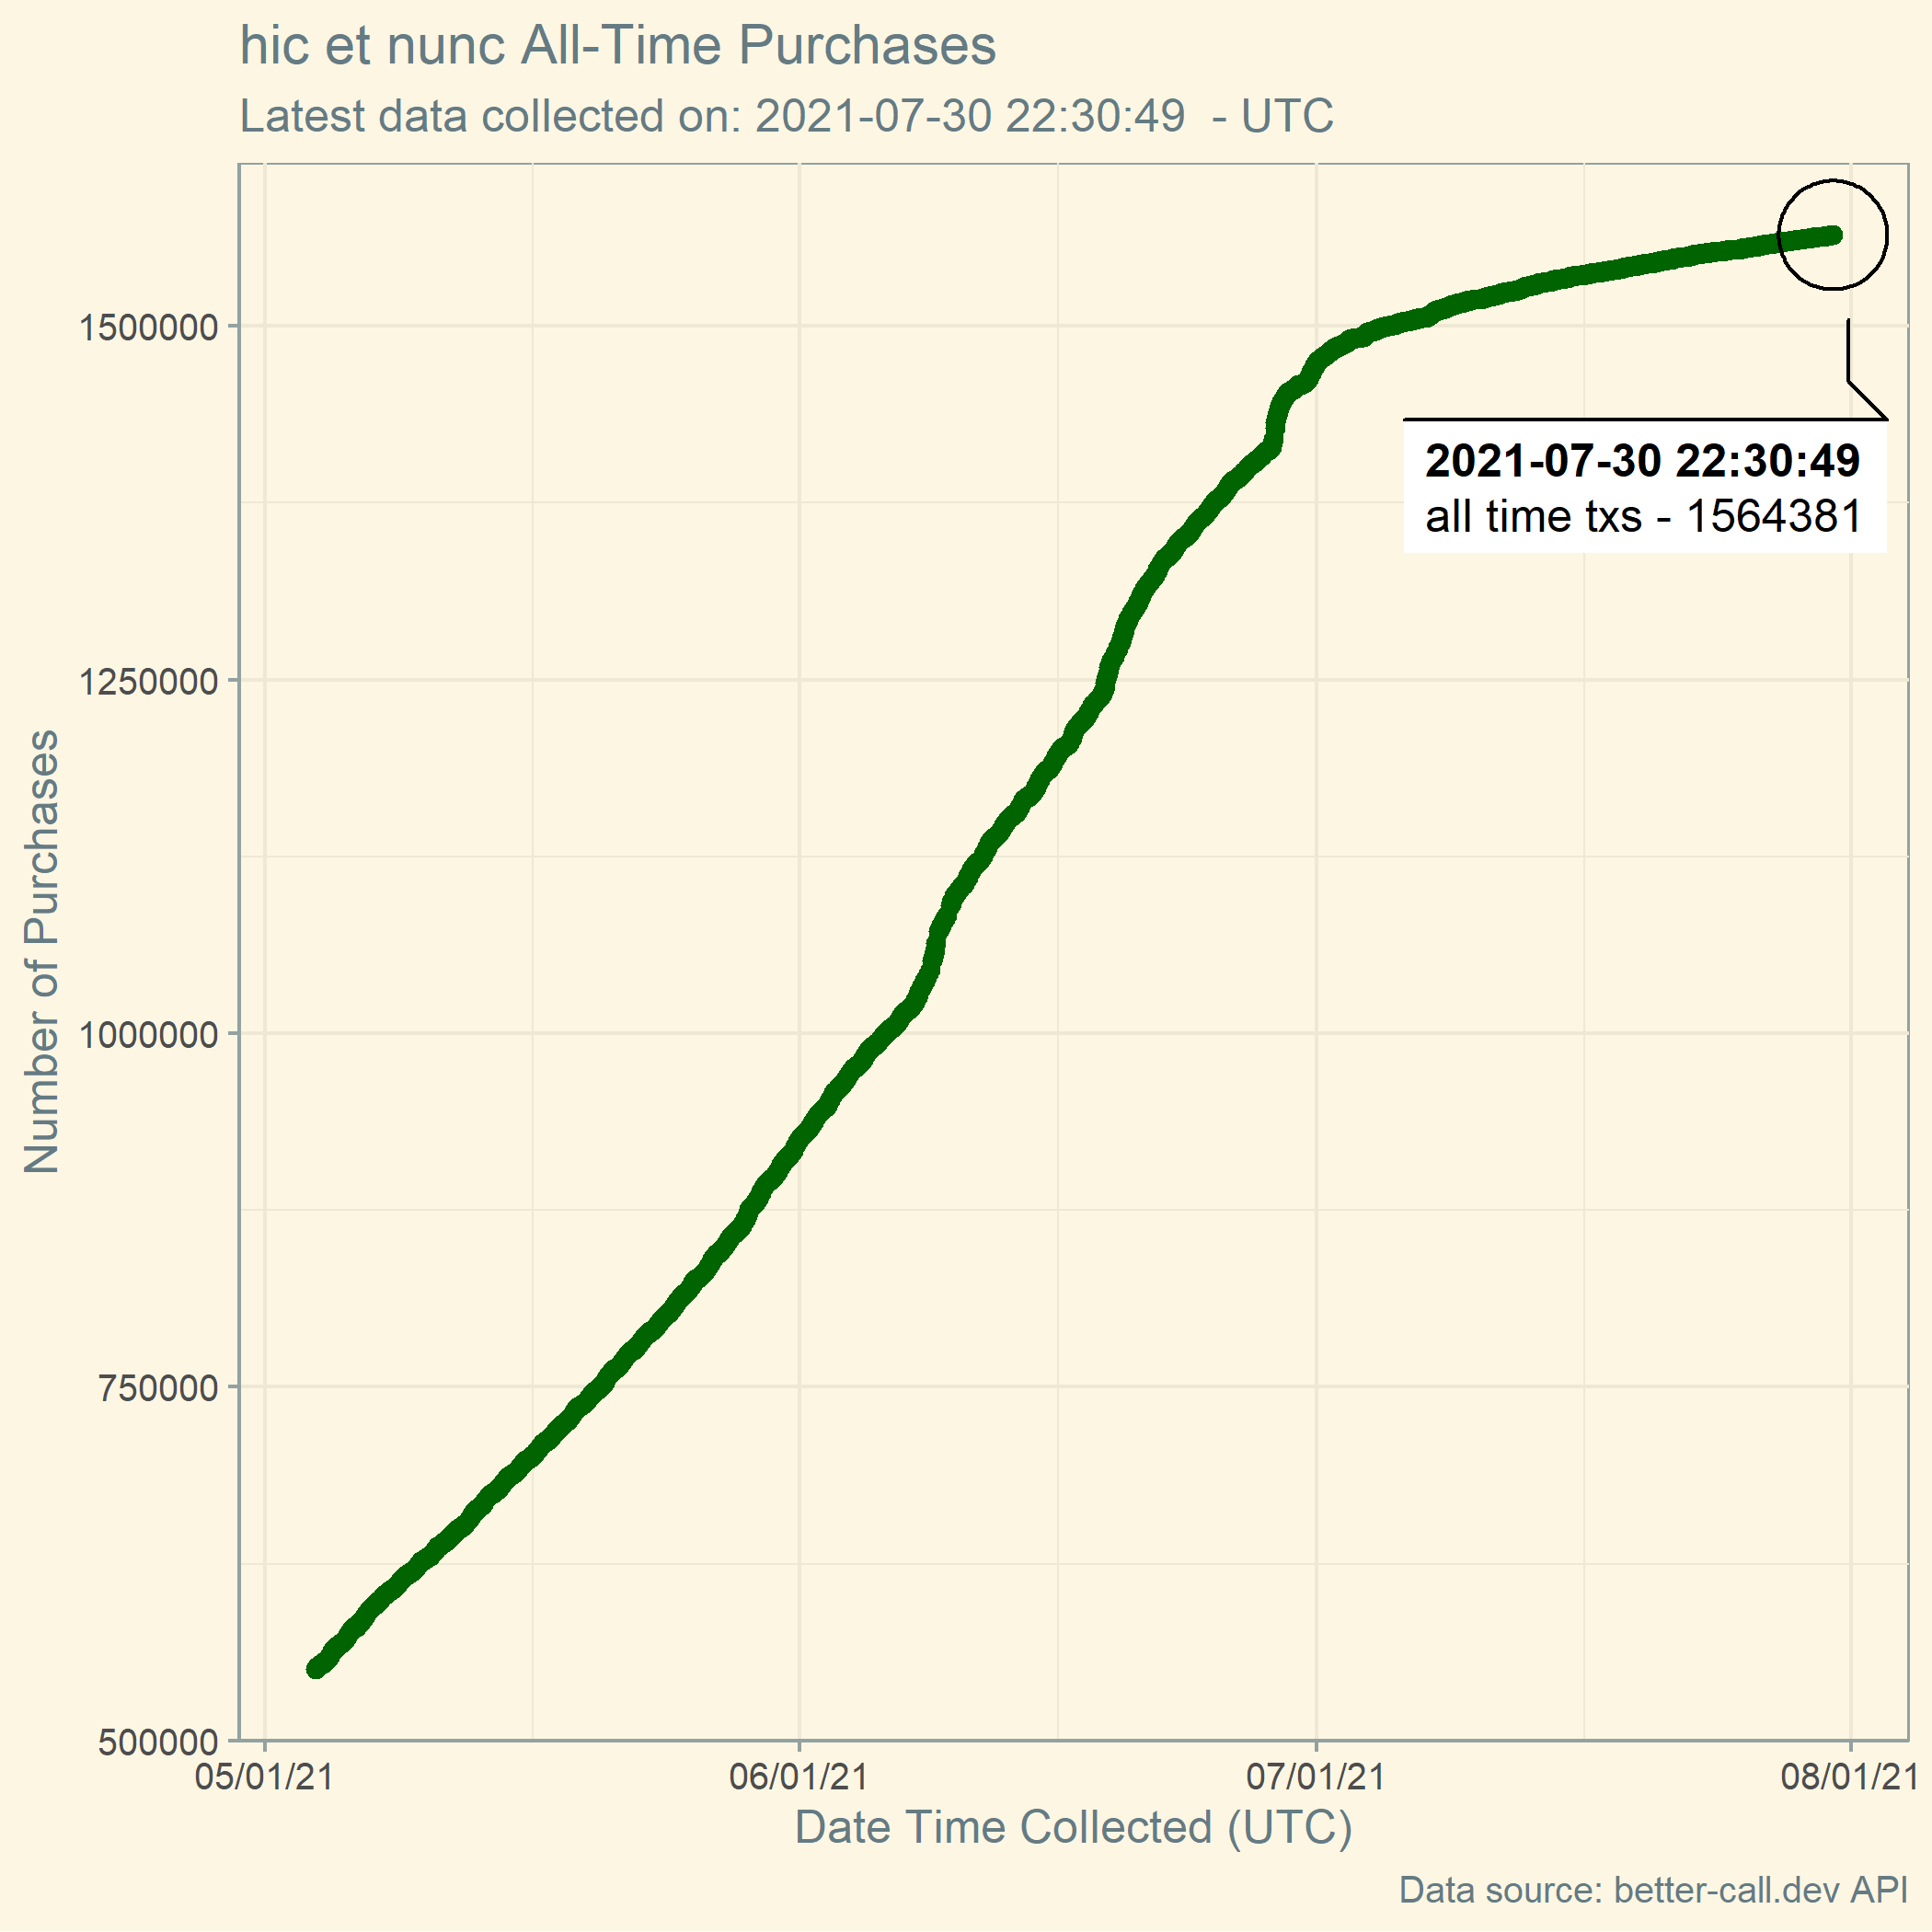 hic et nunc All-Time Purchases
Latest data collected on: 2021-07-30 22:30:49  - UTC
Number of Purchases
1500000
1250000
1000000
750000
500000
2021-07-30 22:30:49
all time txs - 1564381
05/01/21 06/01/21 07/01/21 08/01/21
Date Time Collected (UTC)
Data source: better-call.dev API